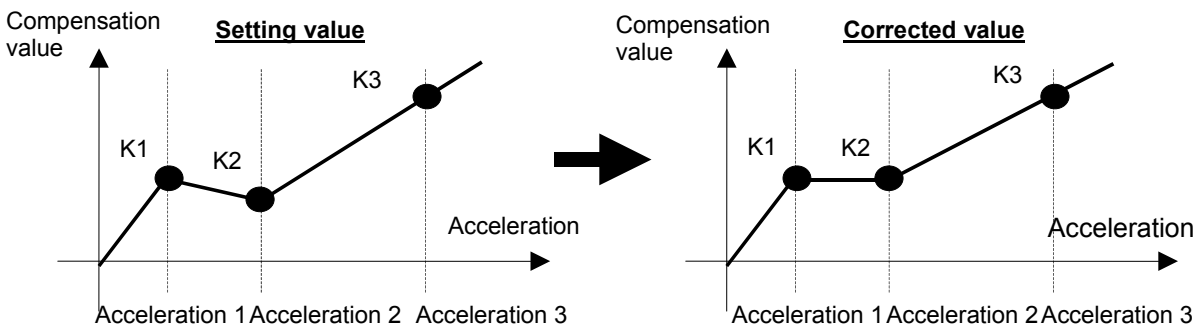 Compensation
value
Setting value
K1
K2
K3
Acceleration
Acceleration 1 Acceleration 2 Acceleration 3
Compensation
value
Corrected value
K1
K2
K3
Acceleration
Acceleration 1 Acceleration 2 Acceleration 3